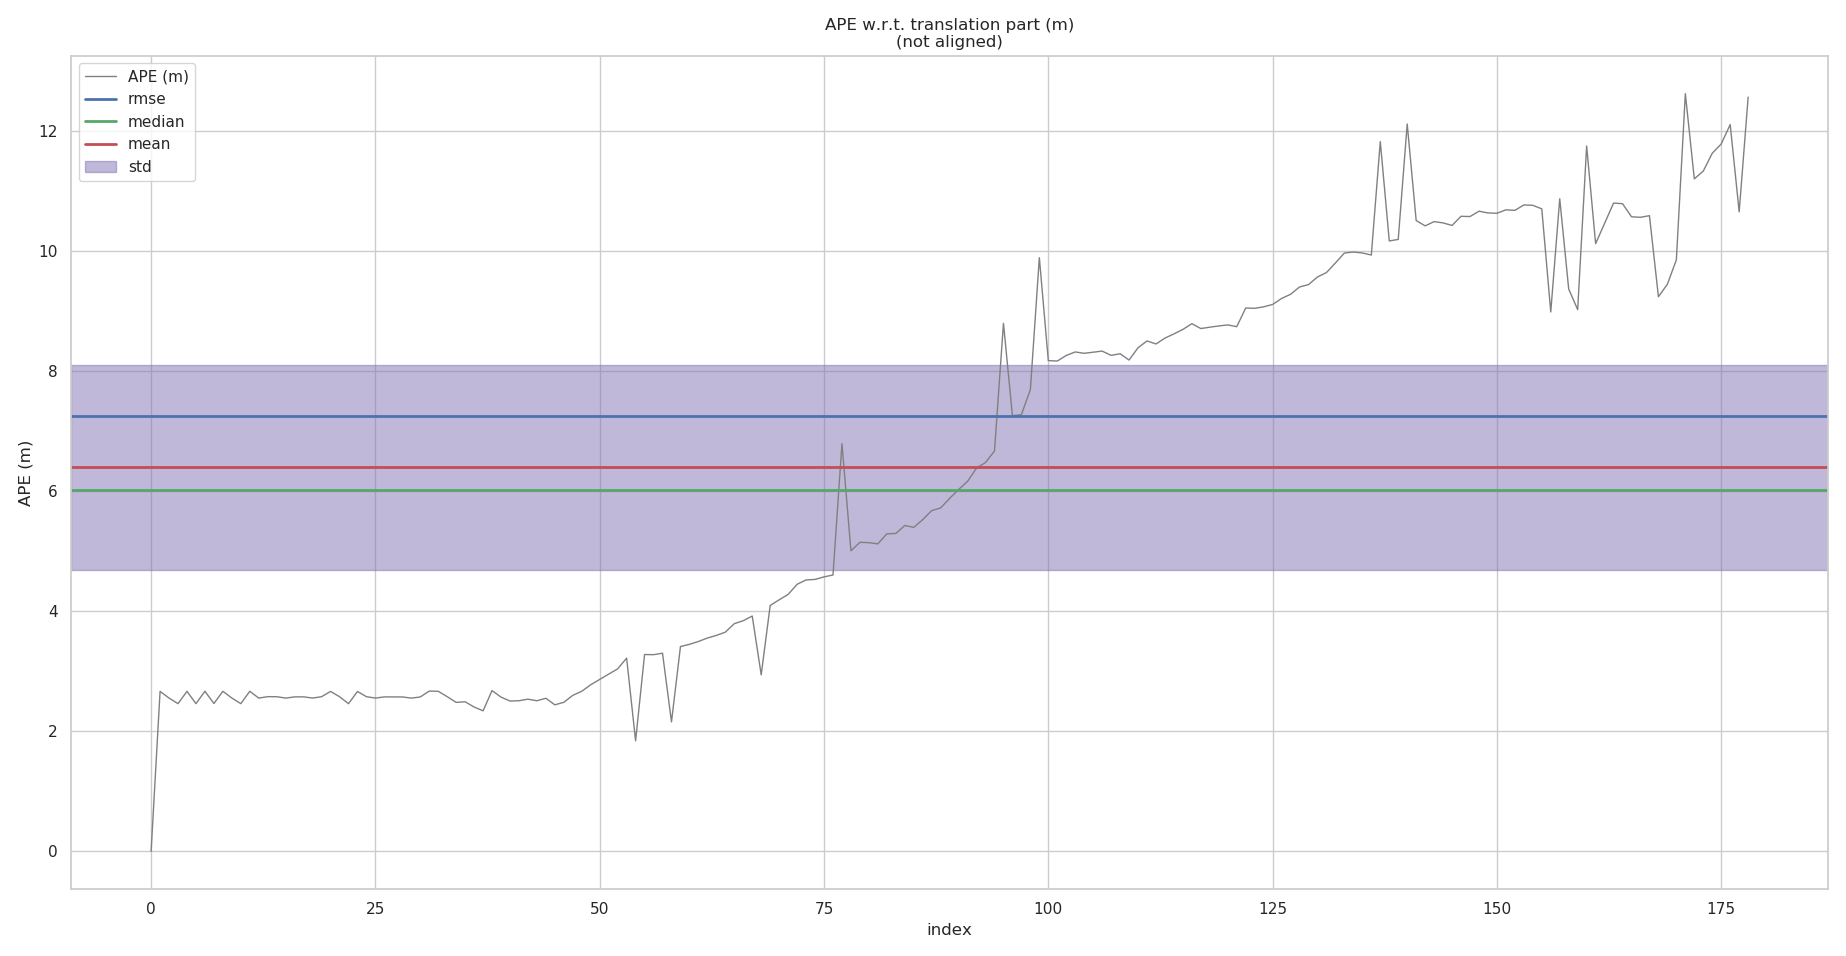 APE w.r.t. translation part (m)
(not aligned)
APE (m)
rmse
median
mean
std
12
10
8
6
4
2
0
APE (m)
0 25 50 75 100 125 150 175
index